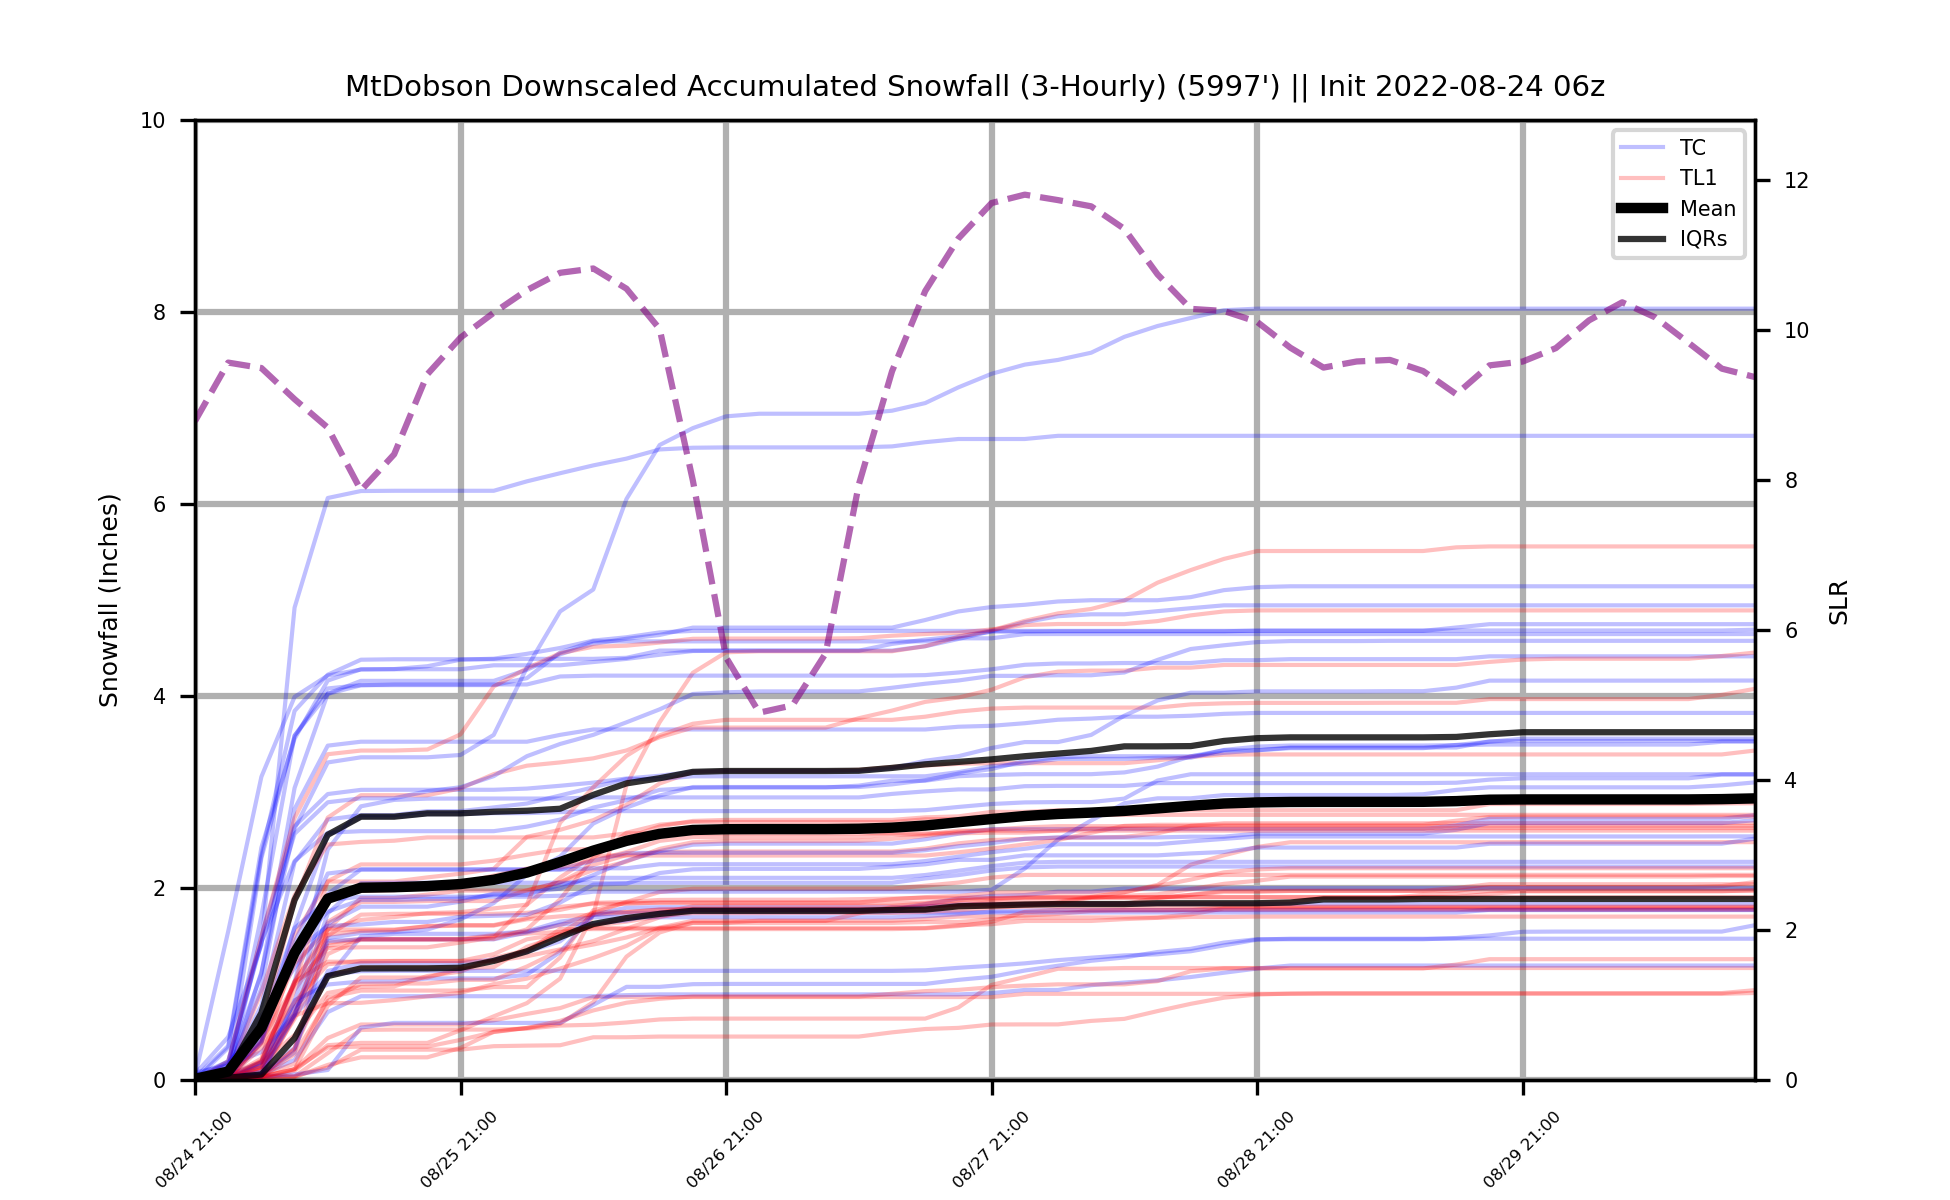 MtDobson Downscaled Accumulated Snowfall (3-Hourly) (5997') || Init 2022-08-24 06z
TC
TL1
Mean
IQRs
Snowfall (Inches)
10
8
6
4
2
0
SLR
12
10
8
6
4
2
0
08/24 21:00
08/25 21:00
08/26 21:00
08/27 21:00
08/28 21:00
08/29 21:00